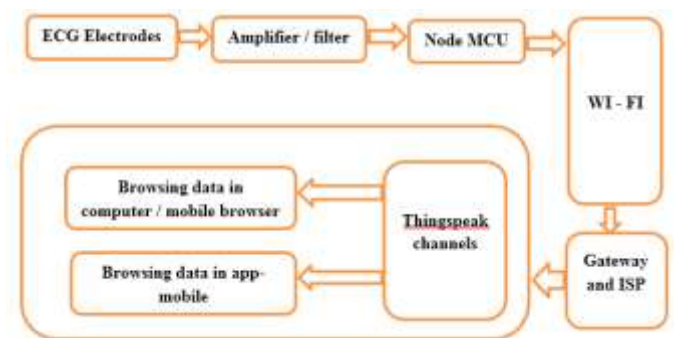 ECG Electrodes
Amplifier / filter
Node MCU
WI - FI
Browsing data in
computer / mobile browser
Thingspeak
channels
Browsing data in app-
mobile
Gateway
and ISP